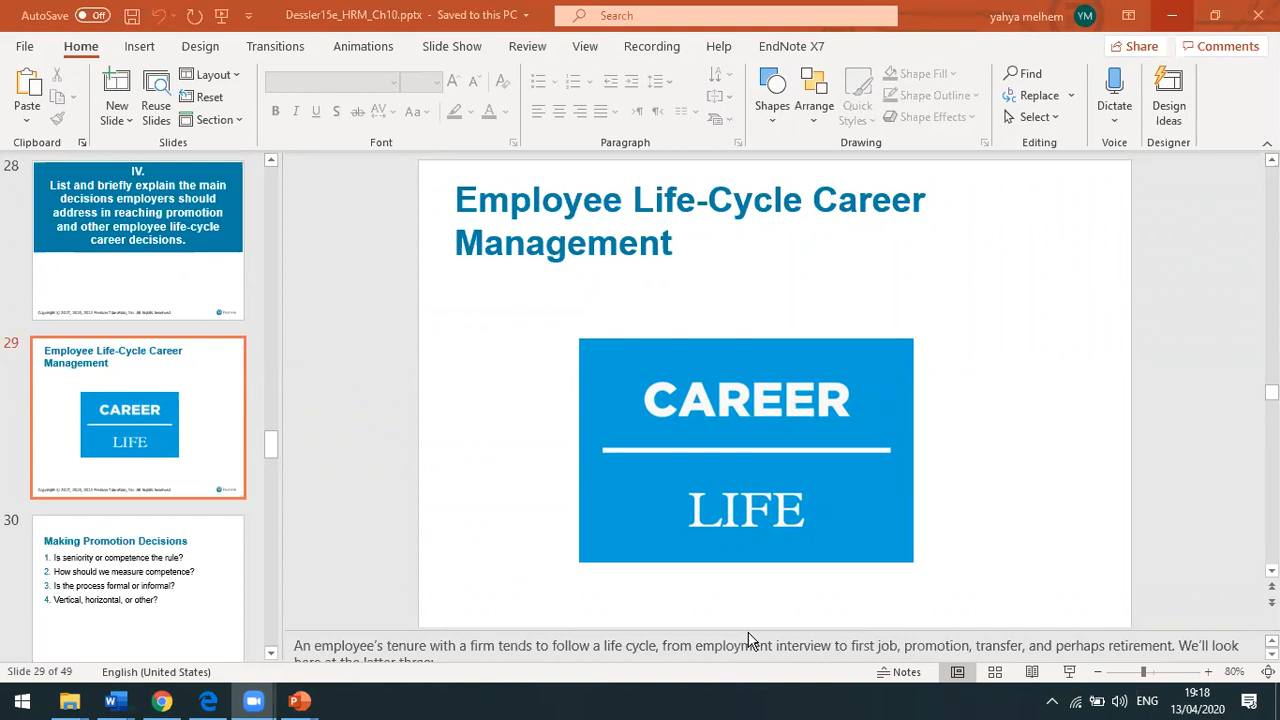 AutoSave Off Dessler15e_HRM_Ch10.pptx - Saved to this PC Search yahya melhem YM
File Home Insert Design Transitions Animations Slide Show Review View Recording Help EndNote X7 Share Comments
Paste New Slide Reuse Slides Layout Reset Section Shapes Arrange Quick Styles Shape Fill Shape Outline Shape Effects Find Replace Select Dictate Design Ideas
B I U S ab AV Aa A
Clipboard Slides Font Paragraph Drawing Editing Voice Designer
28
IV.
List and briefly explain the main
decisions employers should
address in reaching promotion
and other employee life-cycle
career decisions.
29
Employee Life-Cycle Career
Management
CAREER
LIFE
30
Making Promotion Decisions
1. Is seniority or competence the rule?
2. How should we measure competence?
3. Is the process formal or informal?
4. Vertical, horizontal, or other?
Employee Life-Cycle Career
Management
CAREER
LIFE
An employee's tenure with a firm tends to follow a life cycle, from employment interview to first job, promotion, transfer, and perhaps retirement. We'll look
here at the latter three
Slide 29 of 49 English (United States) Notes 80%
ENG 19:18
13/04/2020